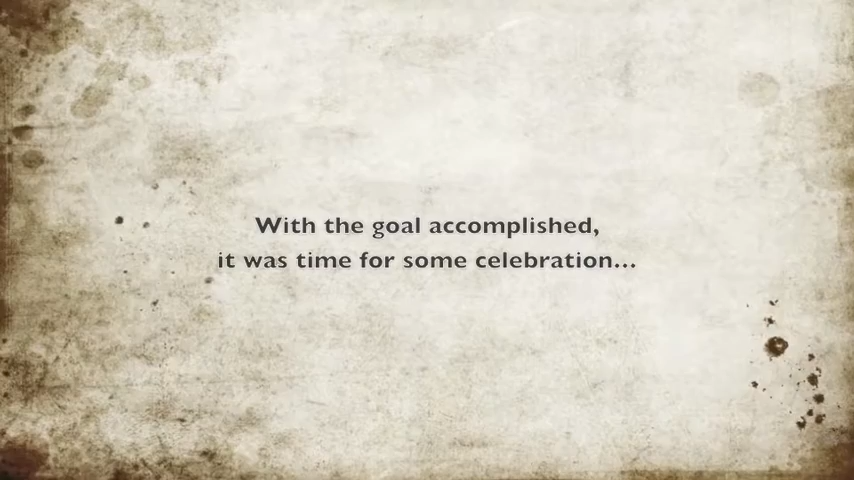 With the goal accomplished,
it was time for some celebration...